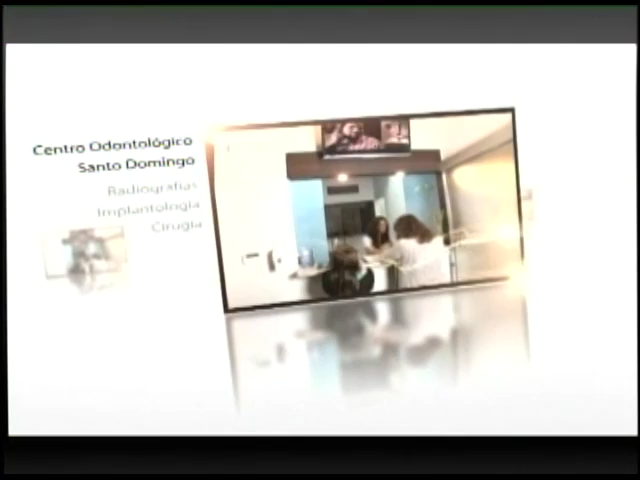 Centro Odontológico
Santo Domingo
Radiografías
Implantología
Cirugía